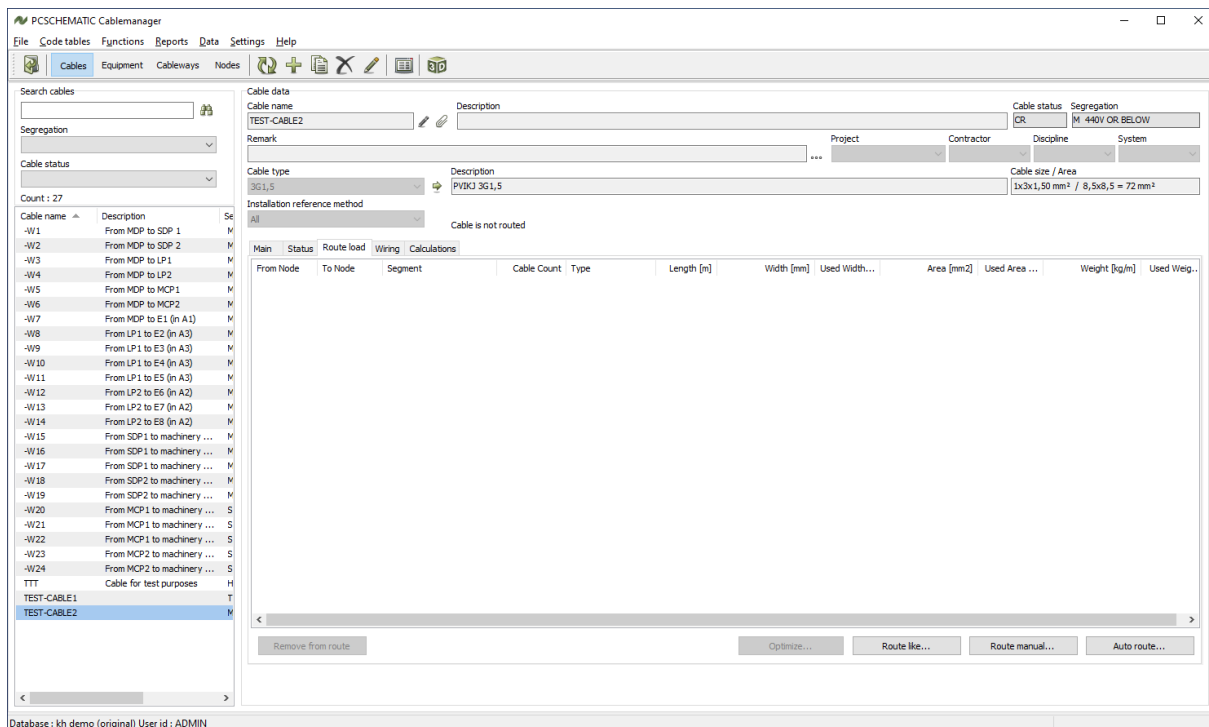 PCSCHEMATIC Cablemanager
File Code tables Functions Reports Data Settings Help
Cables Equipment Cableways Nodes 3D
Search cables
Segregation
Cable status
Count : 27
Cable name Description Se
-W1 From MDP to SDP 1 M
-W2 From MDP to SDP 2 M
-W3 From MDP to LP1 M
-W4 From MDP to LP2 M
-W5 From MDP to MCP1 M
-W6 From MDP to MCP2 M
-W7 From MDP to E1 (in A1) M
-W8 From LP1 to E2 (in A3) M
-W9 From LP1 to E3 (in A3) M
-W10 From LP1 to E4 (in A3) M
-W11 From LP1 to E5 (in A3) M
-W12 From LP2 to E6 (in A2) M
-W13 From LP2 to E7 (in A2) M
-W14 From LP2 to E8 (in A2) M
-W15 From SDP1 to machinery ... M
-W16 From SDP1 to machinery ... M
-W17 From SDP1 to machinery ... M
-W18 From SDP2 to machinery ... M
-W19 From SDP2 to machinery ... M
-W20 From MCP1 to machinery ... S
-W21 From MCP1 to machinery ... S
-W22 From MCP1 to machinery ... S
-W23 From MCP2 to machinery ... S
-W24 From MCP2 to machinery ... S
TTT Cable for test purposes H
TEST-CABLE1 T
TEST-CABLE2 M
Cable data
Cable name Description Cable status Segregation
TEST-CABLE2 CR M 440V OR BELOW
Remark Project Contractor Discipline System
Cable type Description Cable size / Area
3G1,5 PVIKJ 3G1,5 1x3x1,50 mm² / 8,5x8,5 = 72 mm²
Installation reference method
All Cable is not routed
Main Status Route load Wiring Calculations
From Node To Node Segment Cable Count Type Length [m] Width [mm] Used Width... Area [mm2] Used Area ... Weight [kg/m] Used Weig..
Remove from route Optimize... Route like... Route manual... Auto route...
Database : kh demo (original) User id : ADMIN